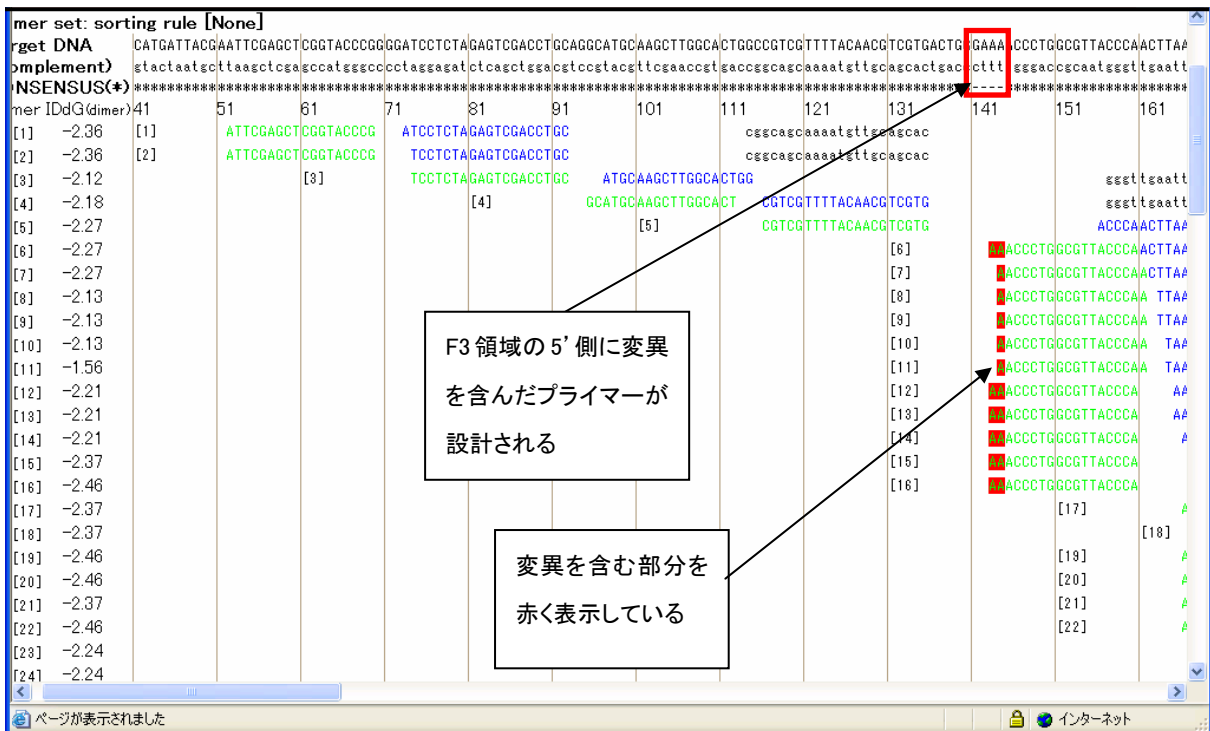 mer set: sorting rule [None]
rget DNA CATGATTACGAATTCGAGCTCGGTACCCGGGGATCCTCTAGAGTCGACCTGCAGGCATGCAAGCTTGGCACTGGCCGTCGTTTTACAACGTCGTGACTGGGAAAACCCTGGCGTTACCCAACTTAA
omplement) gtactaatgcttaagctcgagccatgggcccctaggagatctcagctggacgtccgtacgttcgaaccgtgaccggcagcaaaatgttgcagcactgacccttttgggaccgcaatgggttgaatt
NSENSUS(*)
mer ID dG(dimer) 41 51 61 71 81 91 101 111 121 131 141 151 161
[1] -2.36 [1] ATTCGAGCTCGGTACCCG ATCCTCTAGAGTCGACCTGC cggcagcaaaatgttgcagcac
[2] -2.36 [2] ATTCGAGCTCGGTACCCG TCCTCTAGAGTCGACCTGC cggcagcaaaatgttgcagcac
[3] -2.12 [3] TCCTCTAGAGTCGACCTGC ATGCAAGCTTGGCACTGG gggttgaatt
[4] -2.18 [4] GCATGCAAGCTTGGCACT CGTCGTTTTACAACGTCGTG gggttgaatt
[5] -2.27 [5] CGTCGTTTTACAACGTCGTG ACCCAACTTAA
[6] -2.27 [6] AAACCCTGGCGTTACCCAACTTAA
[7] -2.27 [7] AACCCTGGCGTTACCCAACTTAA
[8] -2.13 [8] AACCCTGGCGTTACCCAA TTAA
[9] -2.13 [9] AACCCTGGCGTTACCCAA TTAA
[10] -2.13 [10] AACCCTGGCGTTACCCAA TAA
[11] -1.56 [11] AACCCTGGCGTTACCCAA TAA
[12] -2.21 [12] AAACCCTGGCGTTACCCA AA
[13] -2.21 [13] AAACCCTGGCGTTACCCA AA
[14] -2.21 [14] AAACCCTGGCGTTACCCA A
[15] -2.37 [15] AAACCCTGGCGTTACCCA
[16] -2.46 [16] AAACCCTGGCGTTACCCA
[17] -2.37 [17] A
[18] -2.37 [18]
[19] -2.46 [19] A
[20] -2.46 [20] A
[21] -2.37 [21] A
[22] -2.46 [22] A
[23] -2.24
[24] -2.24
F3領域の5'側に変異
を含んだプライマーが
設計される
変異を含む部分を
赤く表示している
ページが表示されました インターネット